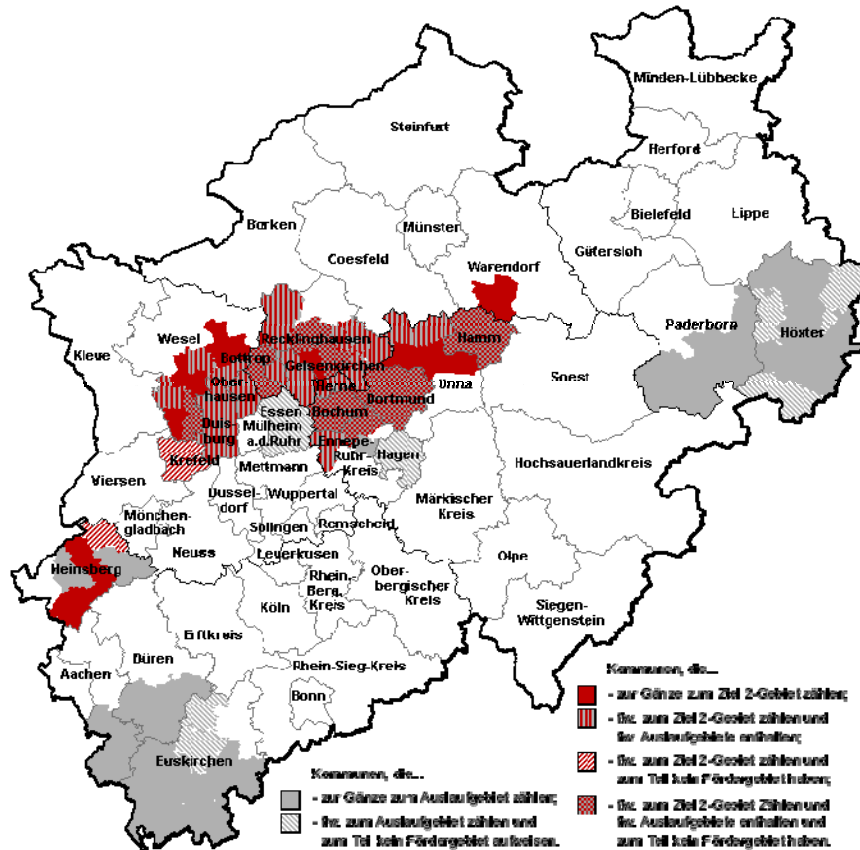 Minden-Lübbecke
Steinfurt
Herford
Bielefeld
Lippe
Borken
Münster
Coesfeld
Gütersloh
Warendorf
Paderborn
Höxter
Wesel
Kleve
Recklinghausen
Hamm
Bottrop
Gelsenkirchen
Soest
Ober-
hausen
Herne
Unna
Dortmund
Essen
Bochum
Duis-
burg
Mülheim
a.d.Ruhr
Ennepe-
Ruhr-
Kreis
Hagen
Krefeld
Mettmann
Hochsauerlandkreis
Viersen
Düssel-
dorf
Wuppertal
Märkischer
Kreis
Mönchen-
gladbach
Solingen
Remscheid
Neuss
Leverkusen
Olpe
Heinsberg
Rhein.
Berg.
Kreis
Ober-
bergischer
Kreis
Köln
Siegen-
Wittgenstein
Erftkreis
Düren
Rhein-Sieg-Kreis
Aachen
Bonn
Euskirchen
Kommunen, die...
- zur Gänze zum Ziel 2-Gebiet zählen;
- tw. zum Ziel 2-Gebiet zählen und
tw. Auslaufgebiete enthalten;
- tw. zum Ziel 2-Gebiet zählen und
zum Teil kein Fördergebiet haben;
- tw. zum Ziel 2-Gebiet Zählen und
tw. Auslaufgebiete enthalten und
zum Teil kein Fördergebiet haben.
Kommunen, die...
- zur Gänze zum Auslaufgebiet zählen;
- tw. zum Auslaufgebiet zählen und
zum Teil kein Fördergebiet aufweisen.